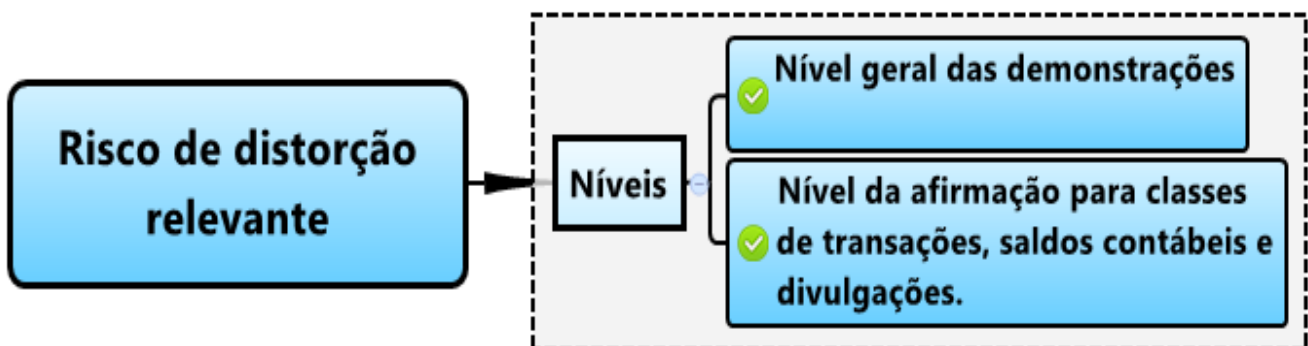 Risco de distorção
relevante
Níveis
Nível geral das demonstrações
Nível da afirmação para classes
de transações, saldos contábeis e
divulgações.